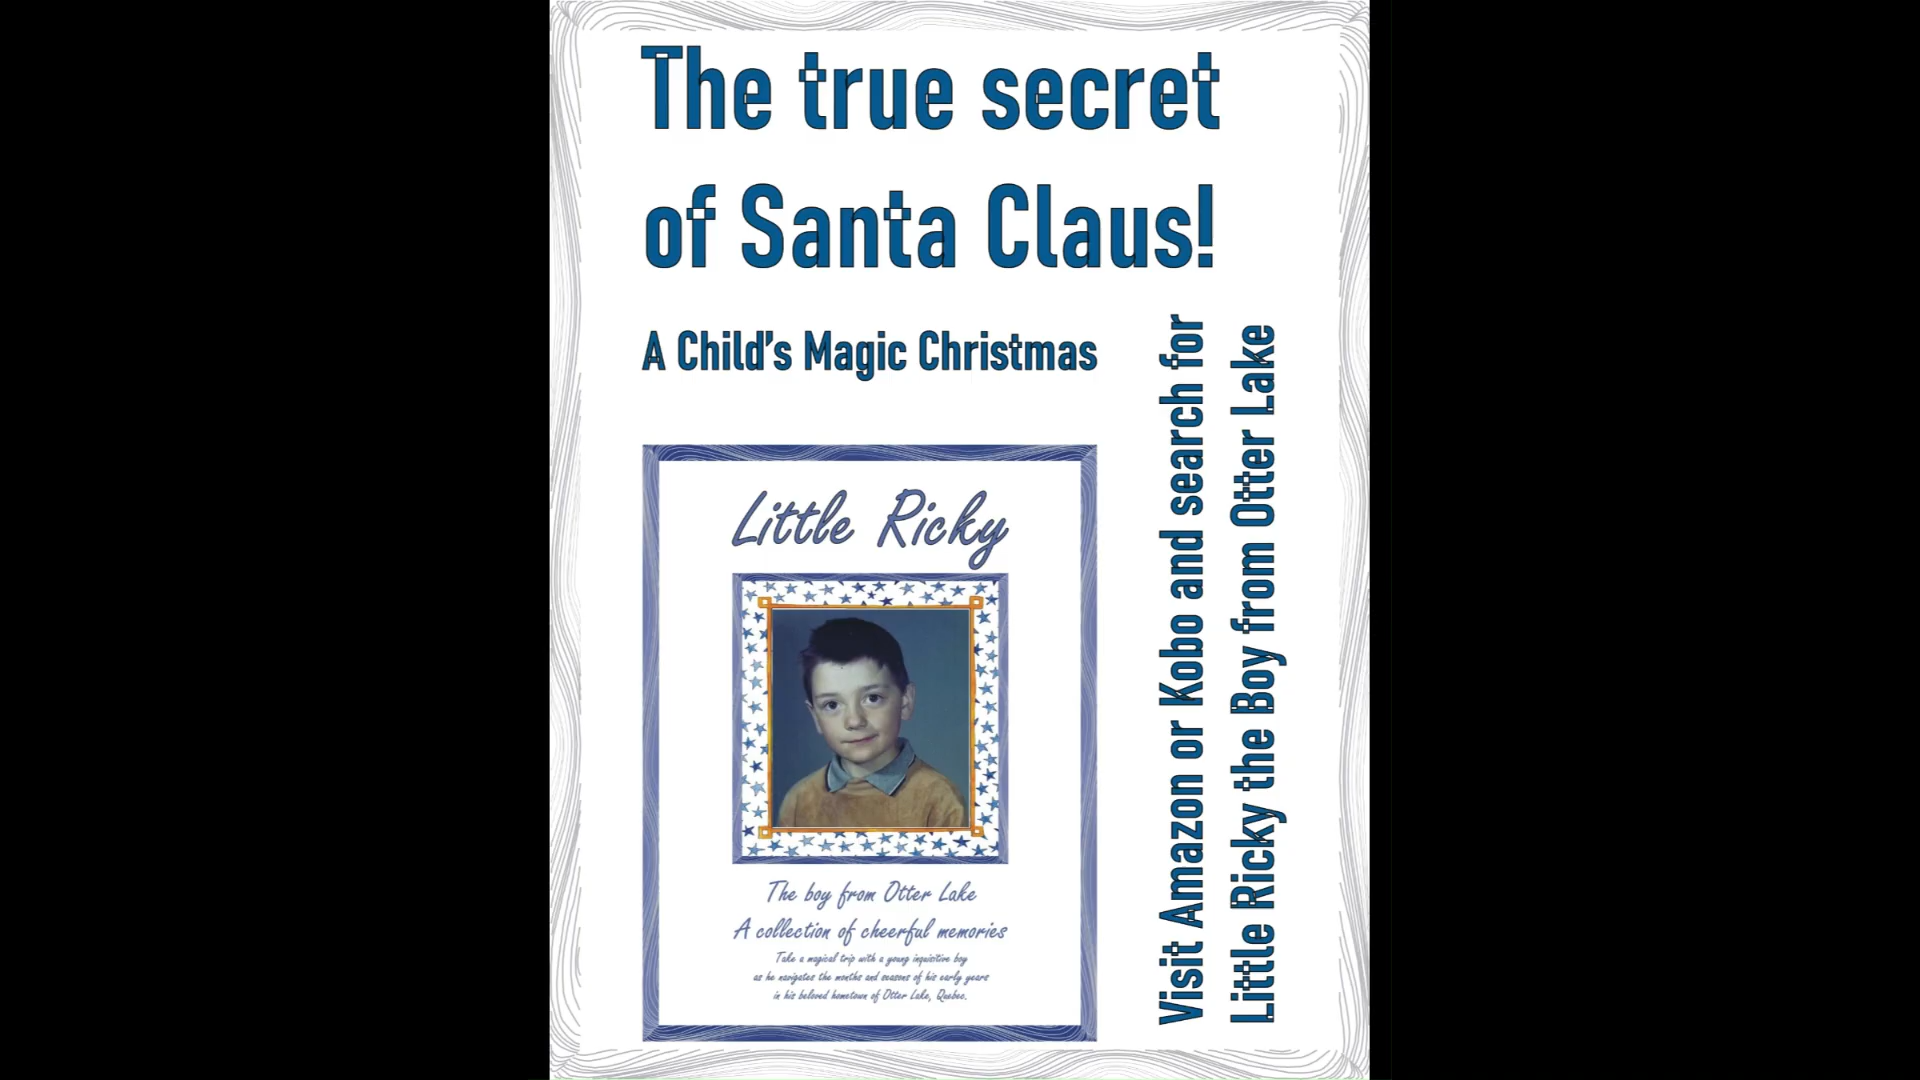 The true secret
of Santa Claus!
A Child's Magic Christmas
Little Ricky
The boy from Otter Lake
A collection of cheerful memories
Take a magical trip with a young inquisitive boy
as he navigates the months and seasons of his early years
in his beloved hometown of Otter Lake, Quebec.
Visit Amazon or Kobo and search for
Little Ricky the Boy from Otter Lake